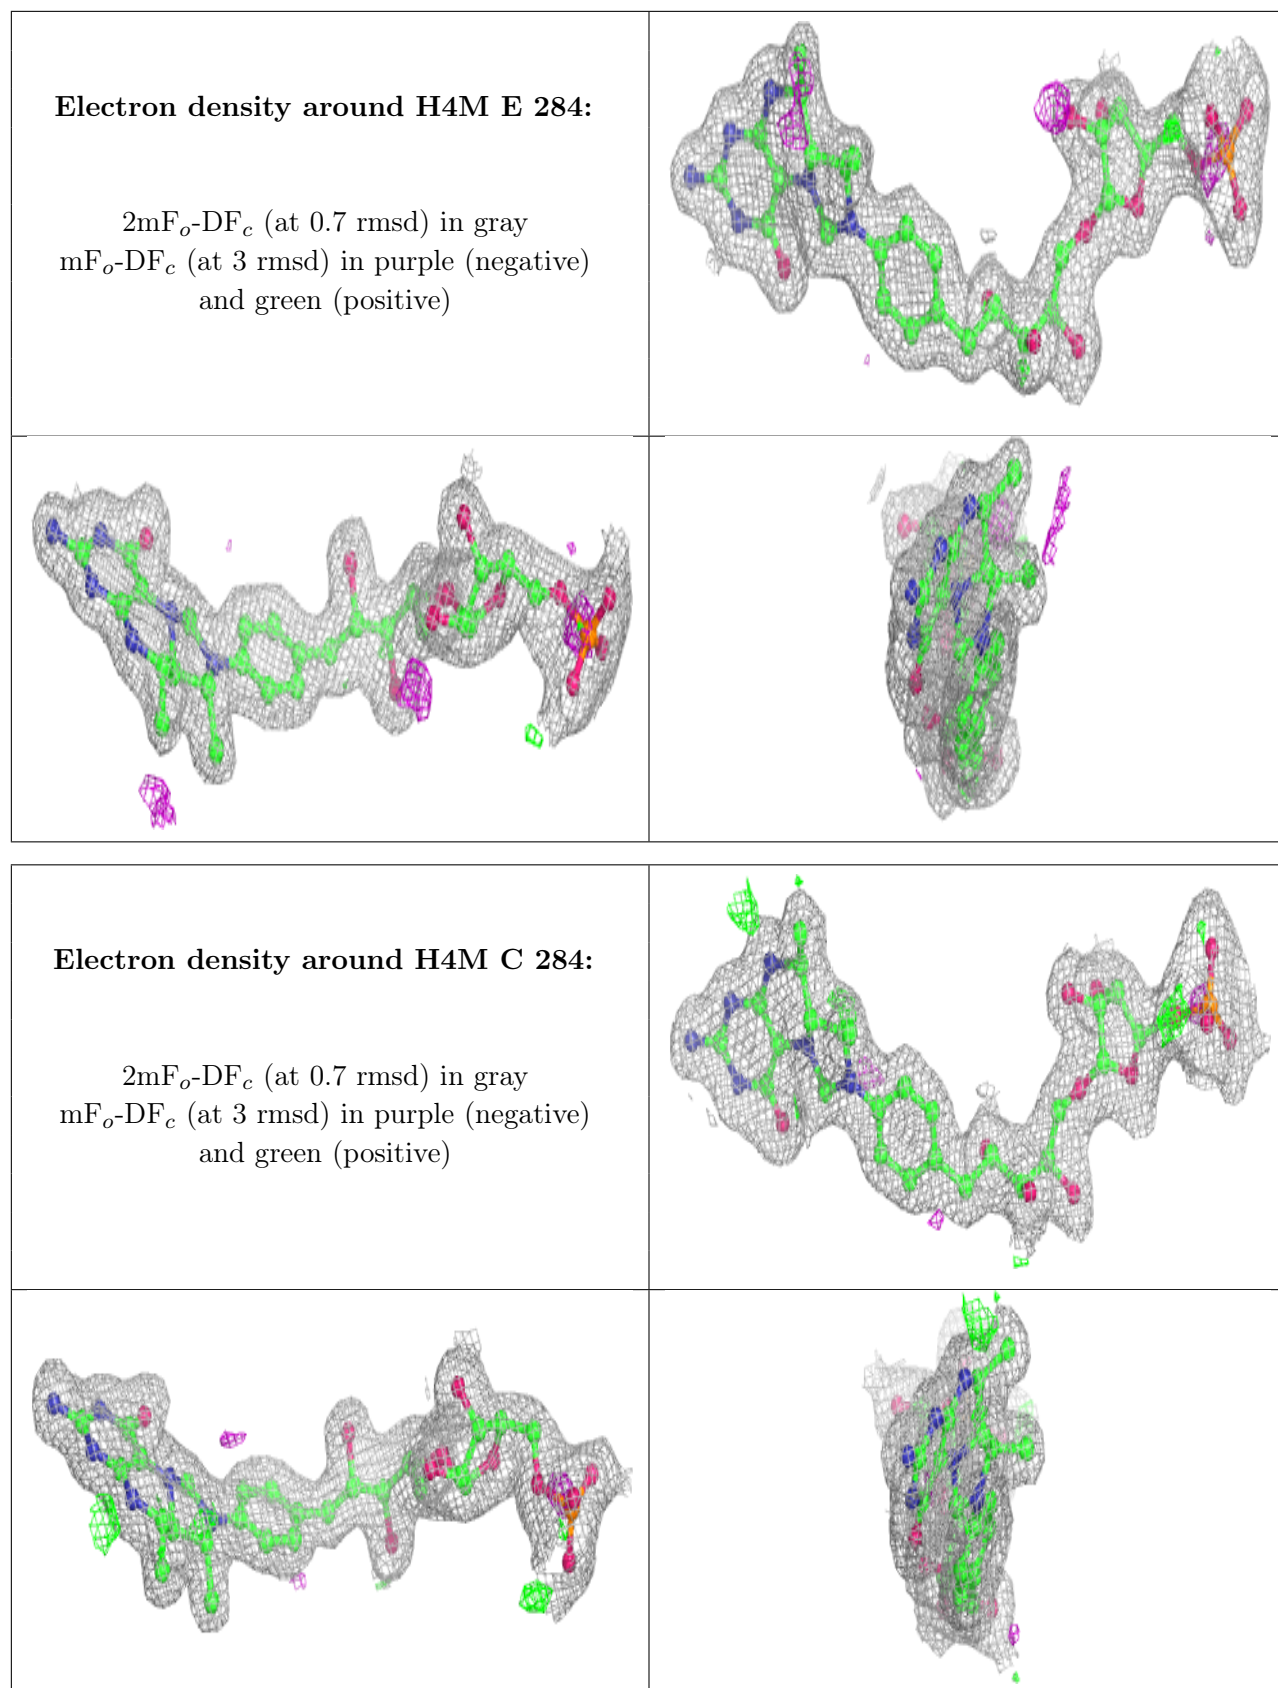 Electron density around H4M E 284:
2mFₒ-DF𝒸 (at 0.7 rmsd) in gray
mFₒ-DF𝒸 (at 3 rmsd) in purple (negative)
and green (positive)
Electron density around H4M C 284:
2mFₒ-DF𝒸 (at 0.7 rmsd) in gray
mFₒ-DF𝒸 (at 3 rmsd) in purple (negative)
and green (positive)